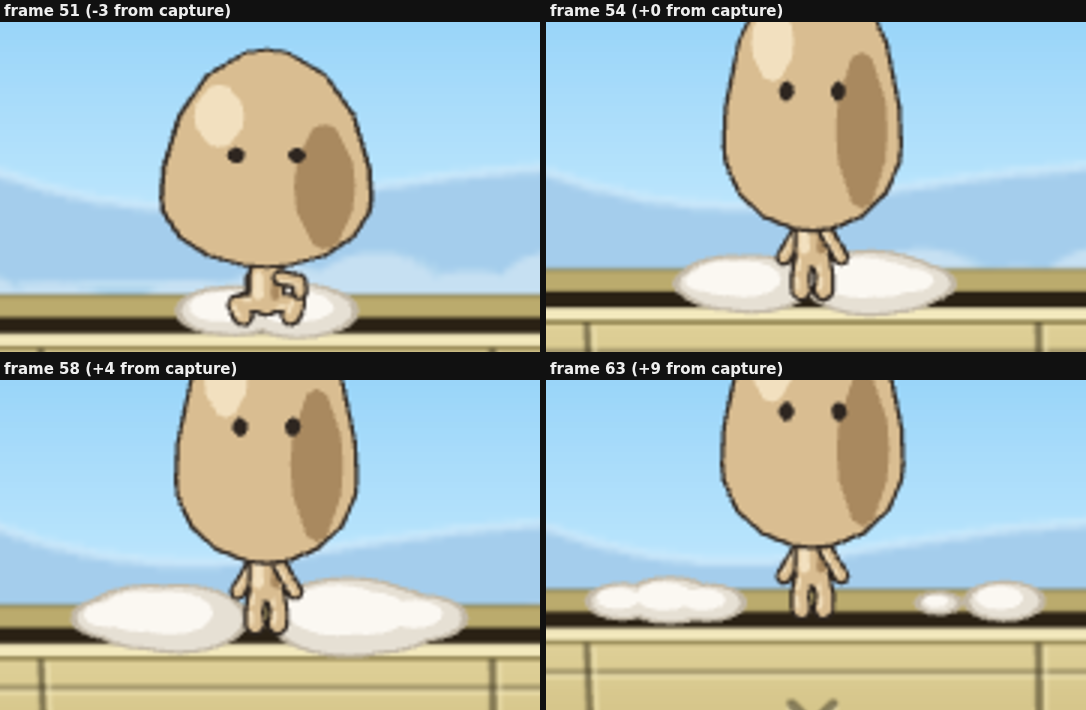 frame 51 (-3 from capture)
frame 54 (+0 from capture)
frame 58 (+4 from capture)
frame 63 (+9 from capture)